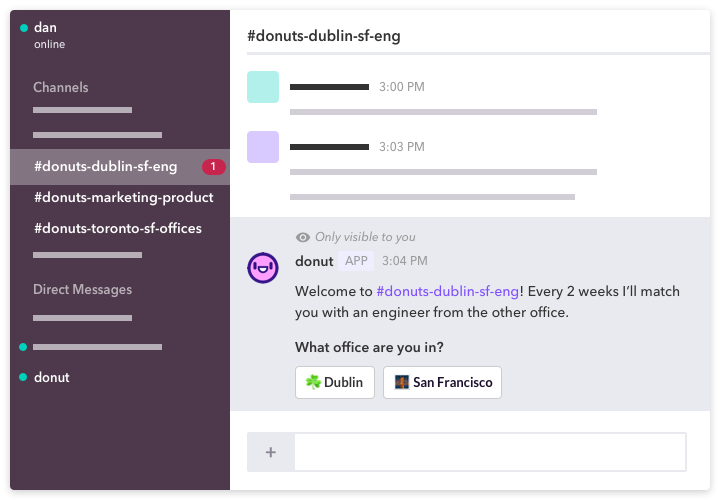 dan
online
Channels
#donuts-dublin-sf-eng 1
#donuts-marketing-product
#donuts-toronto-sf-offices
Direct Messages
donut
#donuts-dublin-sf-eng
3:00 PM
3:03 PM
Only visible to you
donut APP 3:04 PM
Welcome to #donuts-dublin-sf-eng! Every 2 weeks I’ll match
you with an engineer from the other office.
What office are you in?
Dublin San Francisco
+